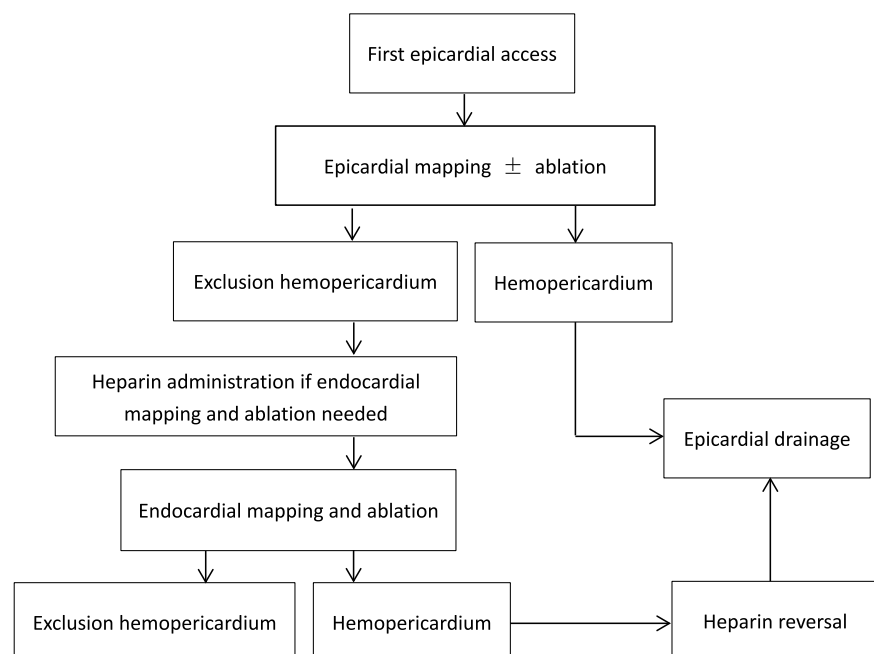 First epicardial access
Epicardial mapping ± ablation
Exclusion hemopericardium
Hemopericardium
Heparin administration if endocardial
mapping and ablation needed
Epicardial drainage
Endocardial mapping and ablation
Exclusion hemopericardium
Hemopericardium
Heparin reversal